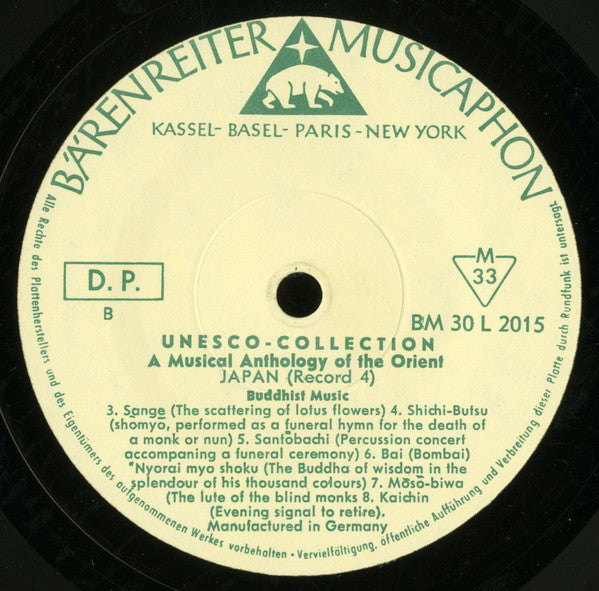 BÄRENREITER MUSICAPHON
KASSEL- BASEL- PARIS - NEW YORK
D. P.
B
M
33
BM 30 L 2015
UNESCO - COLLECTION
A Musical Anthology of the Orient
JAPAN (Record 4)
Buddhist Music
3. Sange (The scattering of lotus flowers) 4. Shichi-Butsu
(shomyo, performed as a funeral hymn for the death of
a monk or nun) 5. Santōbachi (Percussion concert
accompanying a funeral ceremony) 6. Bai (Bombai)
"Nyorai myo shoku (The Buddha of wisdom in the
splendour of his thousand colours) 7. Mōsō-biwa
(The lute of the blind monks 8. Kaichin
(Evening signal to retire).
Manufactured in Germany
Alle Rechte des Plattenherstellers und des Eigentümers des aufgenommenen Werkes vorbehalten • Vervielfältigung, öffentliche Aufführung und Verbreitung dieser Platte durch Rundfunk ist untersagt.